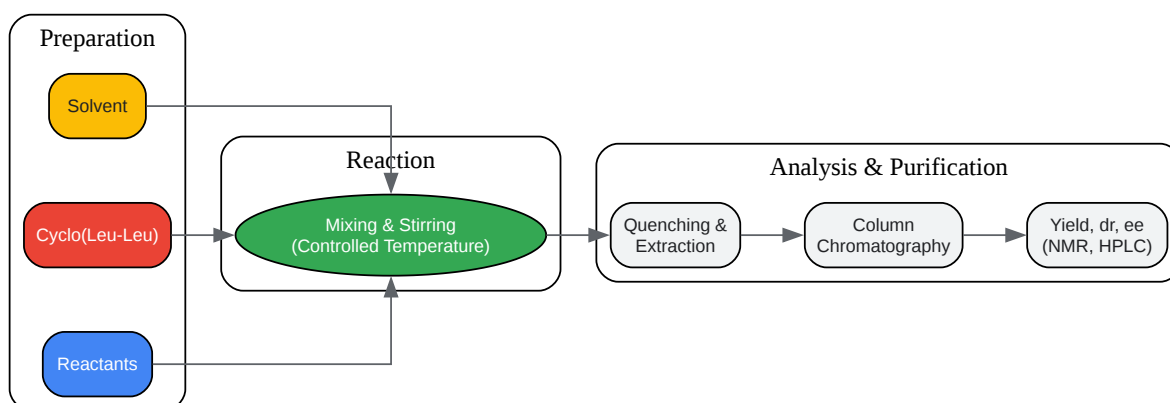 Preparation
Solvent
Cyclo(Leu-Leu)
Reactants
Reaction
Mixing & Stirring
(Controlled Temperature)
Analysis & Purification
Quenching &
Extraction
Column
Chromatography
Yield, dr, ee
(NMR, HPLC)